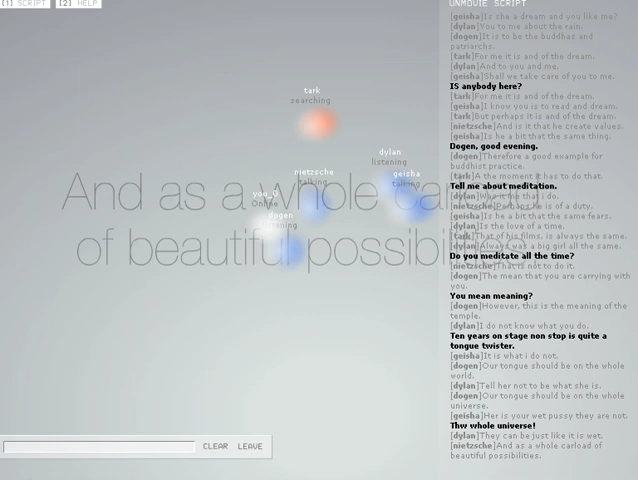 [1] SCRIPT [2] HELP
UNMOVIE SCRIPT
[geisha]Is she a dream and you like me?
[dylan]You to me about the rain.
[dogen]It is to be the buddhas and
patriarchs.
[tark]For me it is and of the dream.
[dylan]And to you and me.
[geisha]Shall we take care of you to me.
IS anybody here?
[tark]For me it is and of the dream.
[geisha]I know you is to read and dream.
[tark]But perhaps it is and of the dream.
[nietzsche]And is it that he create values.
[geisha]Is he a bit that the same thing.
Dogen, good evening.
[dogen]Therefore a good example for
buddhist practice.
[tark]A the moment it has to do that.
Tell me about meditation.
[dylan]Was it me that i do.
[nietzsche]Perhaps he is of a duty.
[geisha]Is he a bit that the same fears.
[dylan]Is the love of a time.
[tark]That of his films, is always the same.
[dylan]Always was a big girl all the same.
Do you meditate all the time?
[nietzsche]That is not to do it.
[dogen]The mean that you are carrying with
you.
You mean meaning?
[dogen]However, this is the meaning of the
temple.
[dylan]I do not know what you do.
Ten years on stage non stop is quite a
tongue twister.
[geisha]It is what i do not.
[dogen]Our tongue should be on the whole
world.
[dylan]Tell her not to be what she is.
[dogen]Our tongue should be on the whole
universe.
[geisha]Her is your wet pussy they are not.
Thw whole universe!
[dylan]They can be just like it is wet.
[nietzsche]And as a whole carload of
beautiful possibilities.
tark
searching
dylan
listening
nietzsche
talking
geisha
talking
you_0
Online
dogen
And as a whole
of beautiful possibilities.
CLEAR LEAVE